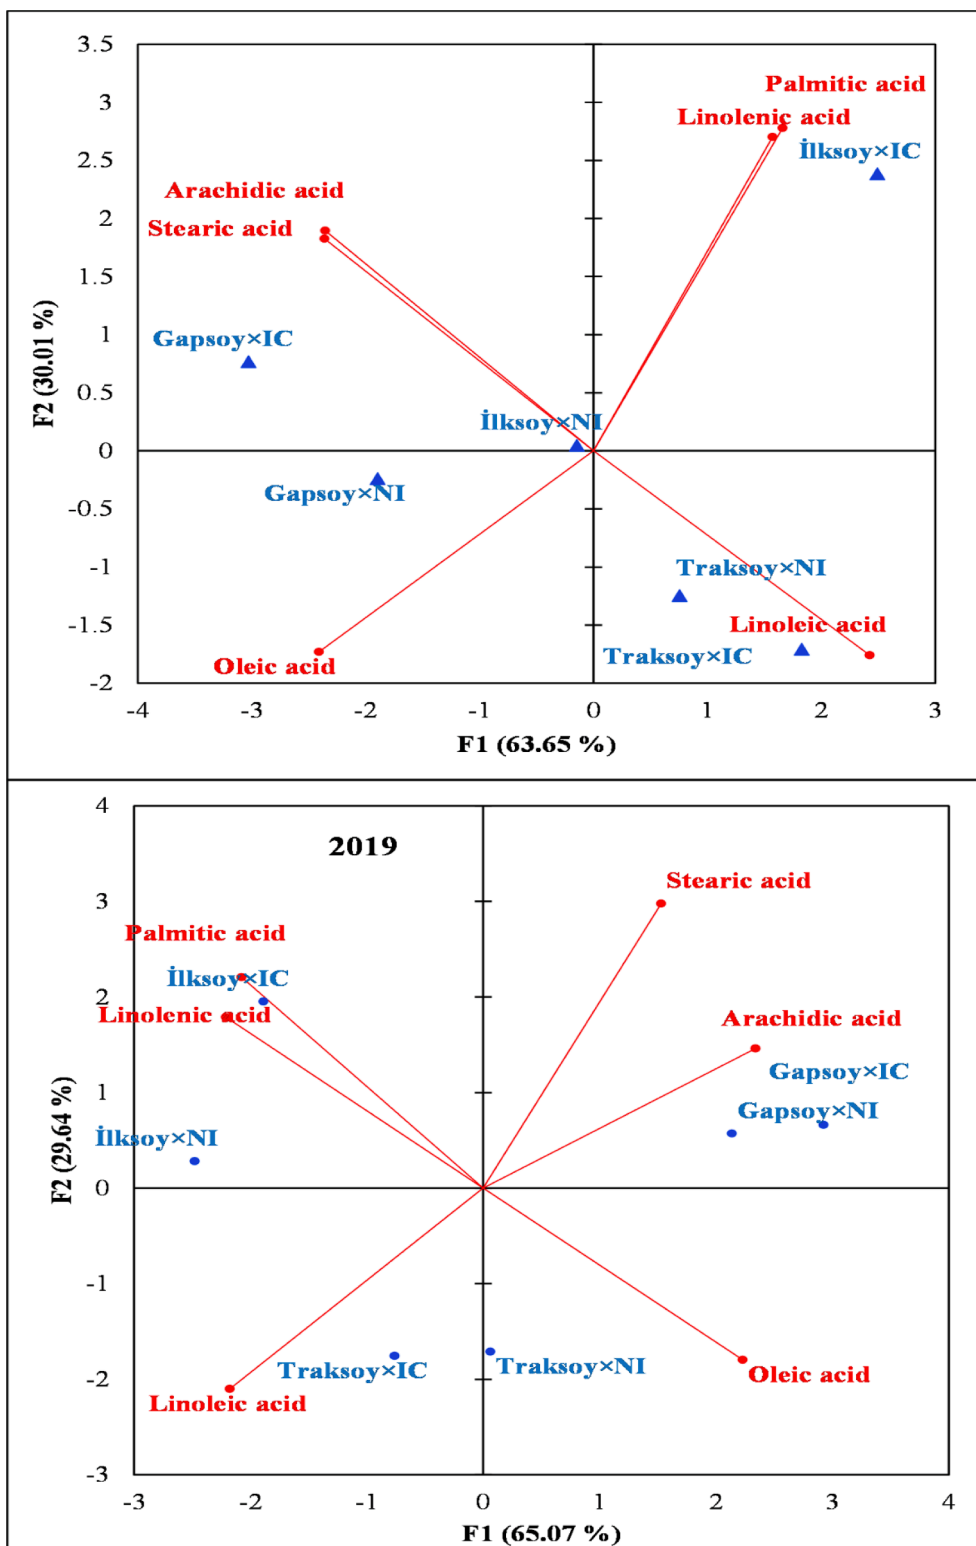 3.5
Palmitic acid
3
Linolenic acid
2.5
İlksoy×IC
Arachidic acid
2
Stearic acid
1.5
Gapsoy×IC
1
0.5
İlksoy×NI
0
Gapsoy×NI
-0.5
Traksoy×NI
-1
Linoleic acid
-1.5
Traksoy×IC
Oleic acid
-2
F2 (30.01 %)
-4 -3 -2 -1 0 1 2 3
F1 (63.65 %)
4
2019
Stearic acid
3
Palmitic acid
İlksoy×IC
2
Linolenic acid
Arachidic acid
Gapsoy×IC
1
Gapsoy×NI
İlksoy×NI
0
-1
Traksoy×IC
Traksoy×NI
Oleic acid
-2
Linoleic acid
-3
F2 (29.64 %)
-3 -2 -1 0 1 2 3 4
F1 (65.07 %)